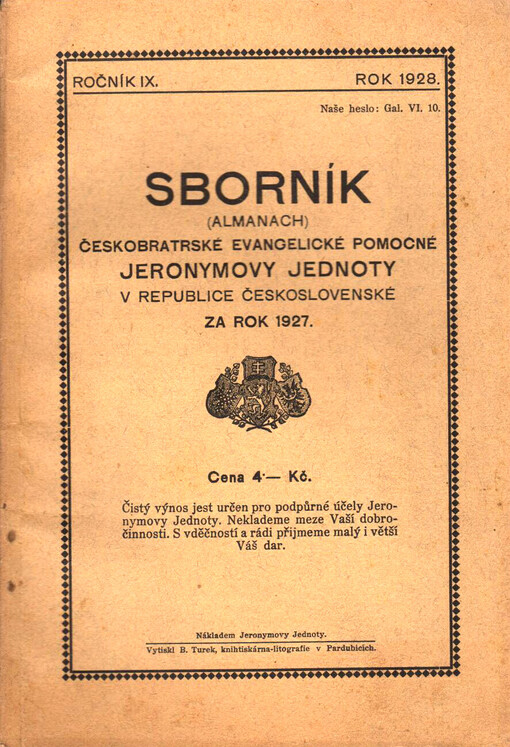 ROČNÍK IX.
ROK 1928.
Naše heslo: Gal. VI. 10.
SBORNÍK
(ALMANACH)
ČESKOBRATRSKÉ EVANGELICKÉ POMOCNÉ
JERONYMOVY JEDNOTY
V REPUBLICE ČESKOSLOVENSKÉ
ZA ROK 1927.
Cena 4·— Kč.
Čistý výnos jest určen pro podpůrné účely Jero-
nymovy Jednoty. Neklademe meze Vaší dobro-
činnosti. S vděčností a rádi přijmeme malý i větší
Váš dar.
Nákladem Jeronymovy Jednoty.
Vytiskl B. Turek, knihtiskárna-litografie v Pardubicích.